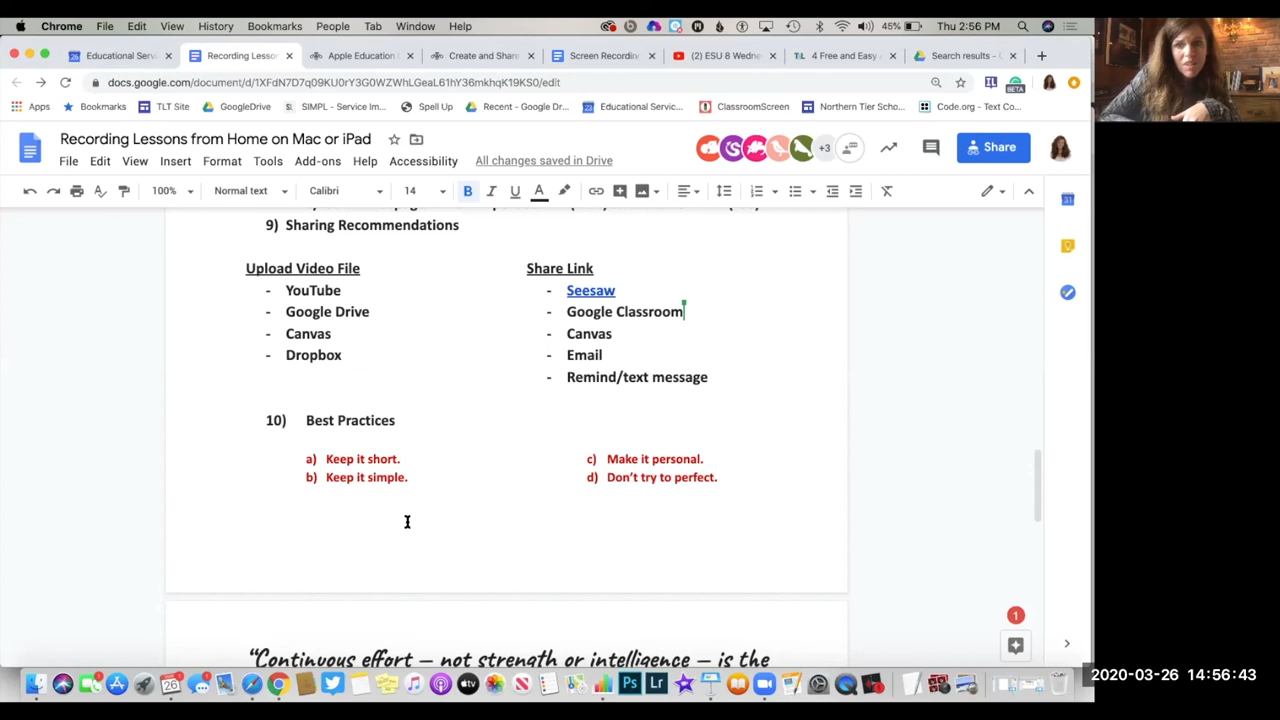 Chrome File Edit View History Bookmarks People Tab Window Help 45% Thu 2:56 PM
Educational Serv Recording Lesson Apple Education Create and Share Screen Recording (2) ESU 8 Wedne 4 Free and Easy Search results - G
docs.google.com/document/d/1XFdN7D7q09KU0rY3G0WZWhLGeaL61hY36mkhqK19KS0/edit BETA
Apps Bookmarks TLT Site GoogleDrive SIMPL - Service Im... Spell Up Recent - Google Dr... Educational Servic... ClassroomScreen Northern Tier Scho... Code.org - Text Co...
Recording Lessons from Home on Mac or iPad
+3 Share
File Edit View Insert Format Tools Add-ons Help Accessibility All changes saved in Drive
100% Normal text Calibri 14 B I U A
9) Sharing Recommendations
Upload Video File Share Link
- YouTube - Seesaw
- Google Drive - Google Classroom
- Canvas - Canvas
- Dropbox - Email
- Remind/text message
10) Best Practices
a) Keep it short. c) Make it personal.
b) Keep it simple. d) Don't try to perfect.
1
"Continuous effort – not strength or intelligence – is the
26 Ps Lr
2020-03-26 14:56:43